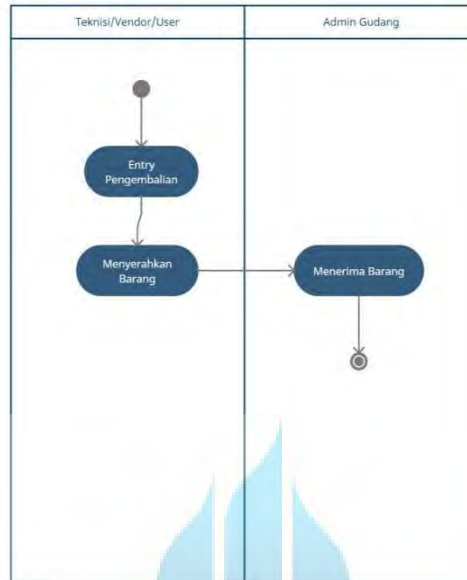 Teknisi/Vendor/User
Admin Gudang
Entry
Pengembalian
Menyerahkan
Barang
Menerima Barang